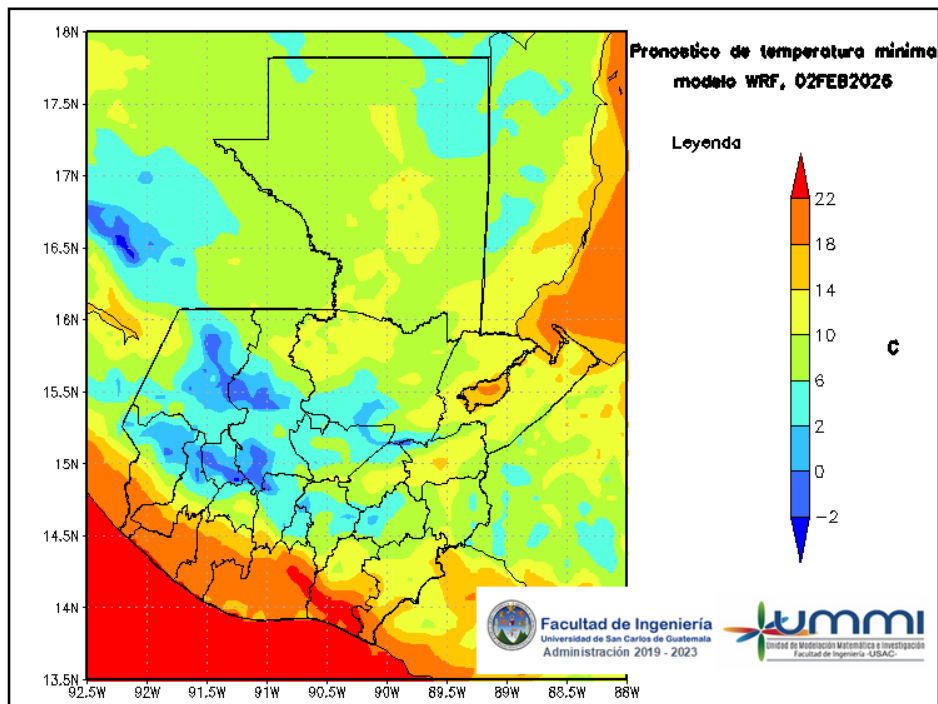 Pronostico de temperatura minima
modelo WRF, 02FEB2026
Leyenda
22
18
14
10
6
2
0
−2
C
18N
17.5N
17N
16.5N
16N
15.5N
15N
14.5N
14N
13.5N
92.5W 92W 91.5W 91W 90.5W 90W 89.5W 89W 88.5W 88W
Facultad de Ingeniería
Universidad de San Carlos de Guatemala
Administración 2019 - 2023
UMMI
Unidad de Modelación Matemática e Investigación
Facultad de Ingeniería -USAC-